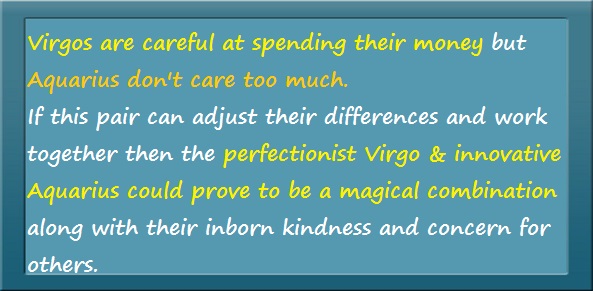 Virgos are careful at spending their money but
Aquarius don't care too much.
If this pair can adjust their differences and work
together then the perfectionist Virgo & innovative
Aquarius could prove to be a magical combination
along with their inborn kindness and concern for
others.